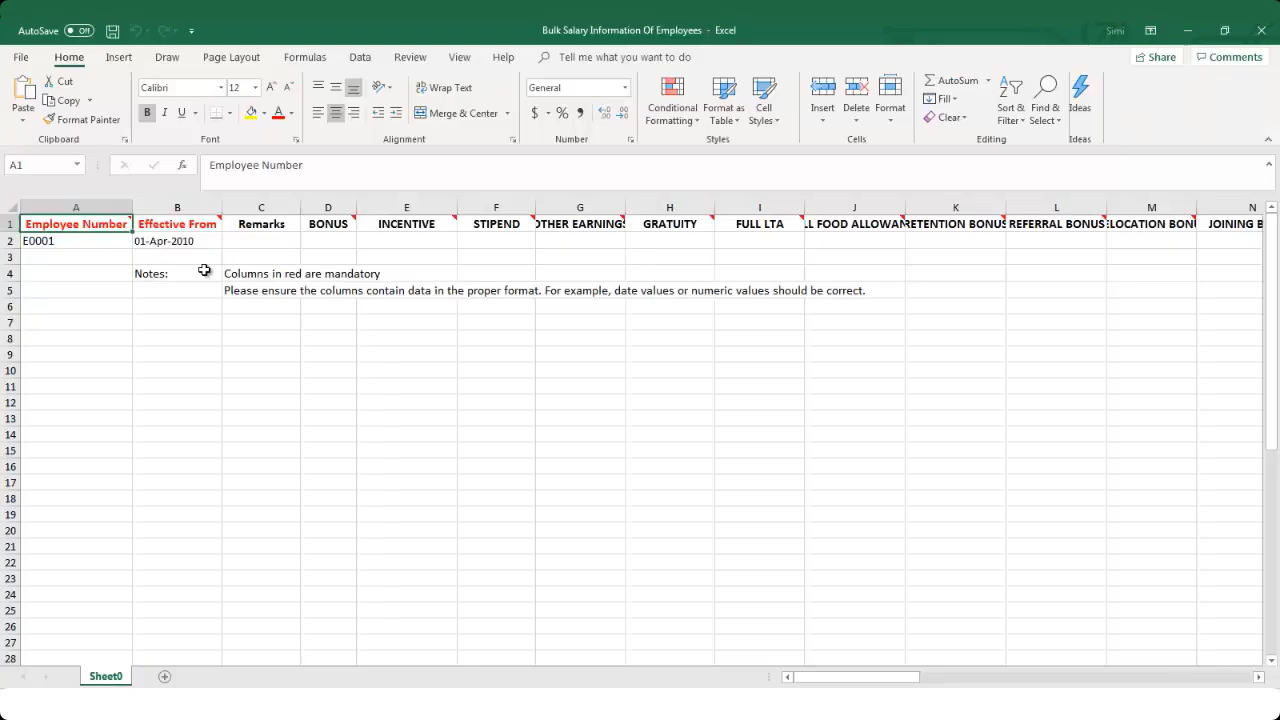 AutoSave Off
Bulk Salary Information Of Employees - Excel
Simi
File Home Insert Draw Page Layout Formulas Data Review View Help Tell me what you want to do
Share Comments
Paste
Cut
Copy
Format Painter
Clipboard
Calibri 12
A A
B I U A
Font
Wrap Text
Merge & Center
Alignment
General
$ % ,
Number
Conditional Formatting
Format as Table
Cell Styles
Styles
Insert Delete Format
Cells
AutoSum
Fill
Clear
Sort & Filter
Find & Select
Editing
Ideas
Ideas
A1 fx Employee Number
A B C D E F G H I J K L M N
1 Employee Number Effective From Remarks BONUS INCENTIVE STIPEND OTHER EARNINGS GRATUITY FULL LTA LL FOOD ALLOWAN RETENTION BONUS REFERRAL BONUS ELOCATION BONU JOINING B
2 E0001 01-Apr-2010
3
4 Notes: Columns in red are mandatory
5 Please ensure the columns contain data in the proper format. For example, date values or numeric values should be correct.
6
7
8
9
10
11
12
13
14
15
16
17
18
19
20
21
22
23
24
25
26
27
28
Sheet0